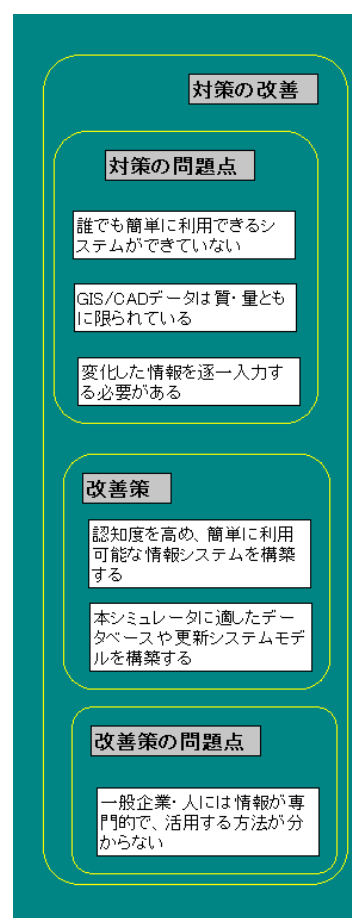 対策の改善
対策の問題点
誰でも簡単に利用できるシ
ステムができていない
GIS/CADデータは質・量とも
に限られている
変化した情報を逐一入力す
る必要がある
改善策
認知度を高め、簡単に利用
可能な情報システムを構築
する
本シミュレータに適したデー
タベースや更新システムモデ
ルを構築する
改善策の問題点
一般企業・人には情報が専
門的で、活用する方法が分
からない